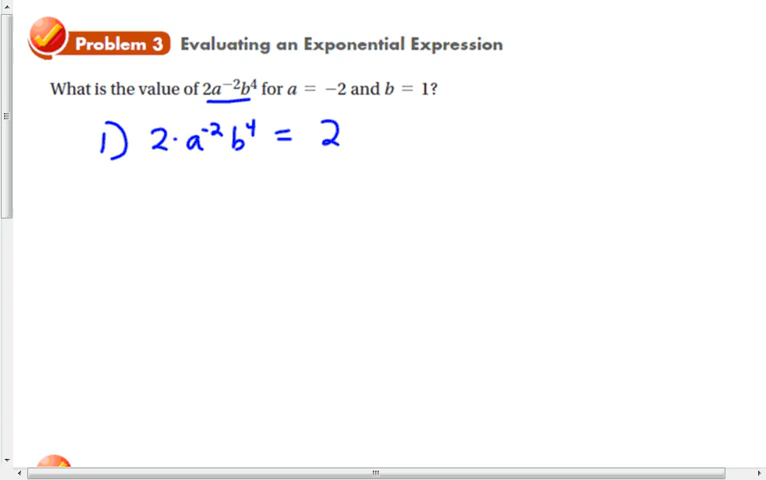 Problem 3 Evaluating an Exponential Expression
What is the value of 2a⁻²b⁴ for a = −2 and b = 1?
1) 2·a⁻²b⁴ = 2